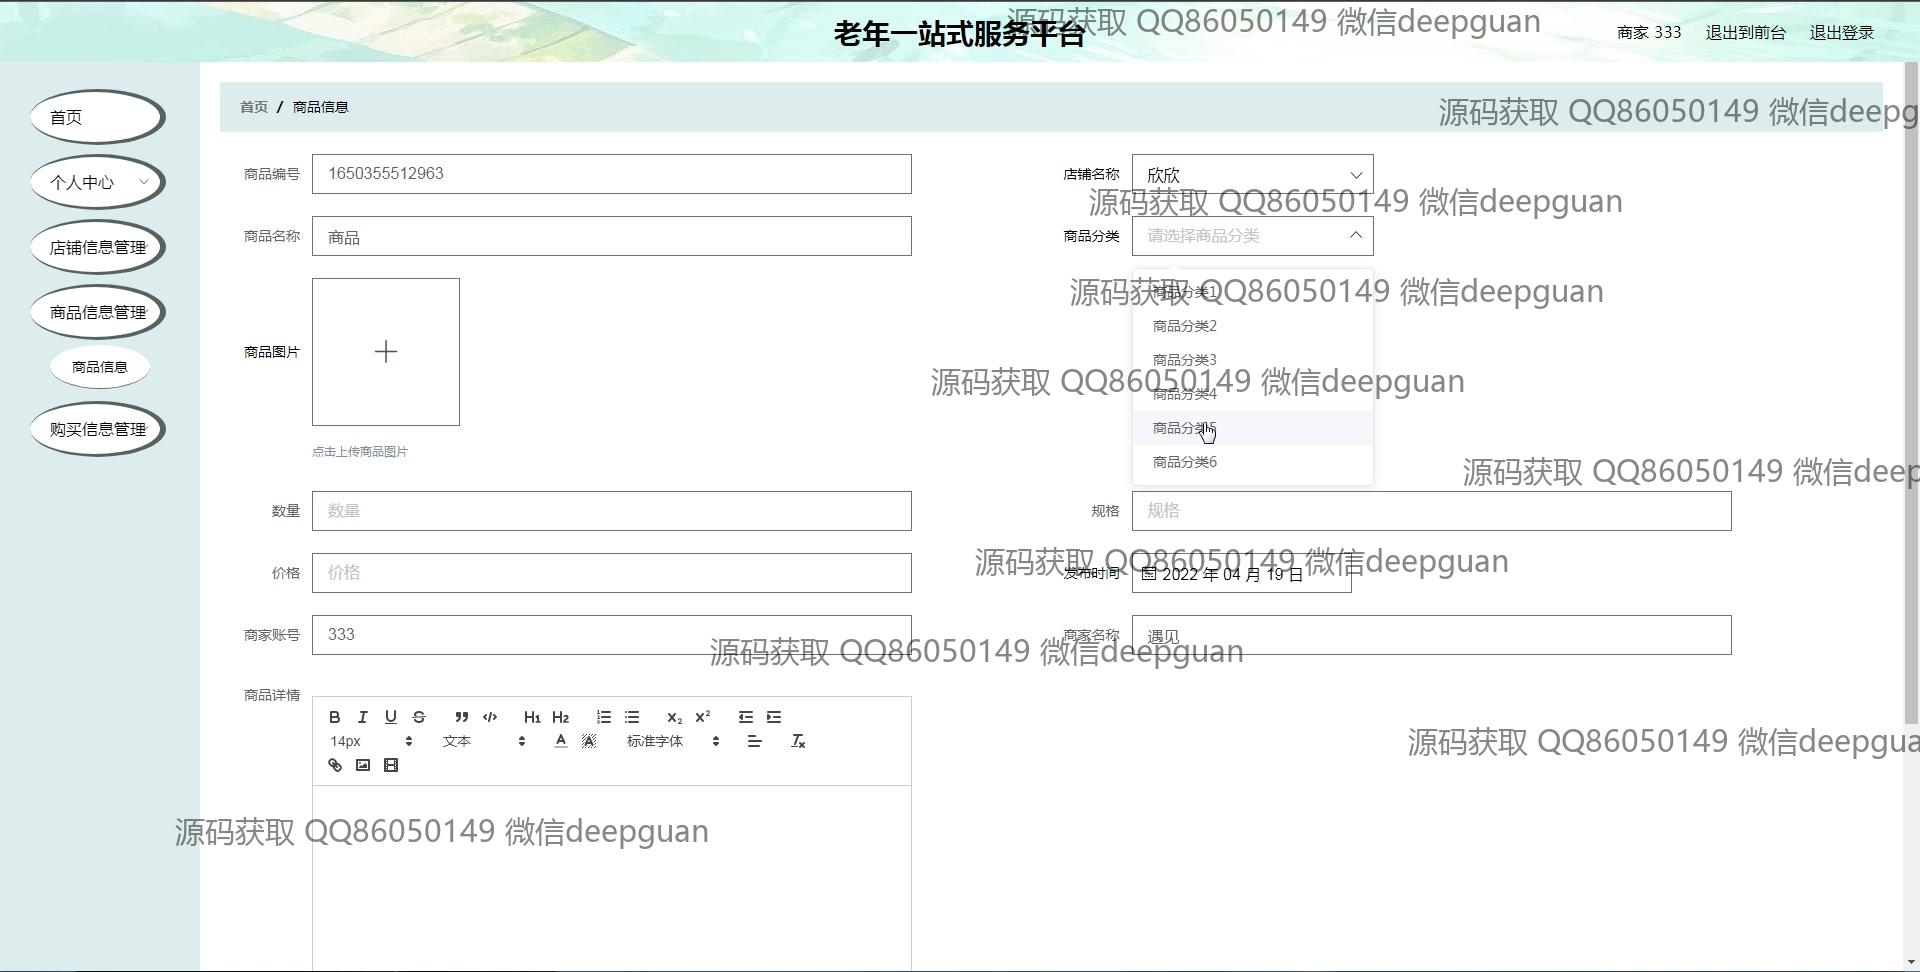 老年一站式服务平台
源码获取 QQ86050149 微信deepguan
商家 333 退出到前台 退出登录
首页
个人中心
店铺信息管理
商品信息管理
商品信息
购买信息管理
首页 / 商品信息
源码获取 QQ86050149 微信deepg
商品编号 1650355512963
店铺名称 欣欣
源码获取 QQ86050149 微信deepguan
商品名称 商品
商品分类 请选择商品分类
商品分类1
源码获取 QQ86050149 微信deepguan
商品分类2
商品图片
商品分类3
源码获取 QQ86050149 微信deepguan
商品分类4
商品分类5
点击上传商品图片
商品分类6
源码获取 QQ86050149 微信deep
数量 数量
规格 规格
源码获取 QQ86050149 微信deepguan
价格 价格
发布时间 2022 年 04 月 19 日
商家账号 333
商家名称 遇见
源码获取 QQ86050149 微信deepguan
商品详情
B I U S H1 H2 X2 X2
14px 文本 A A 标准字体 Tx
源码获取 QQ86050149 微信deepgua
源码获取 QQ86050149 微信deepguan